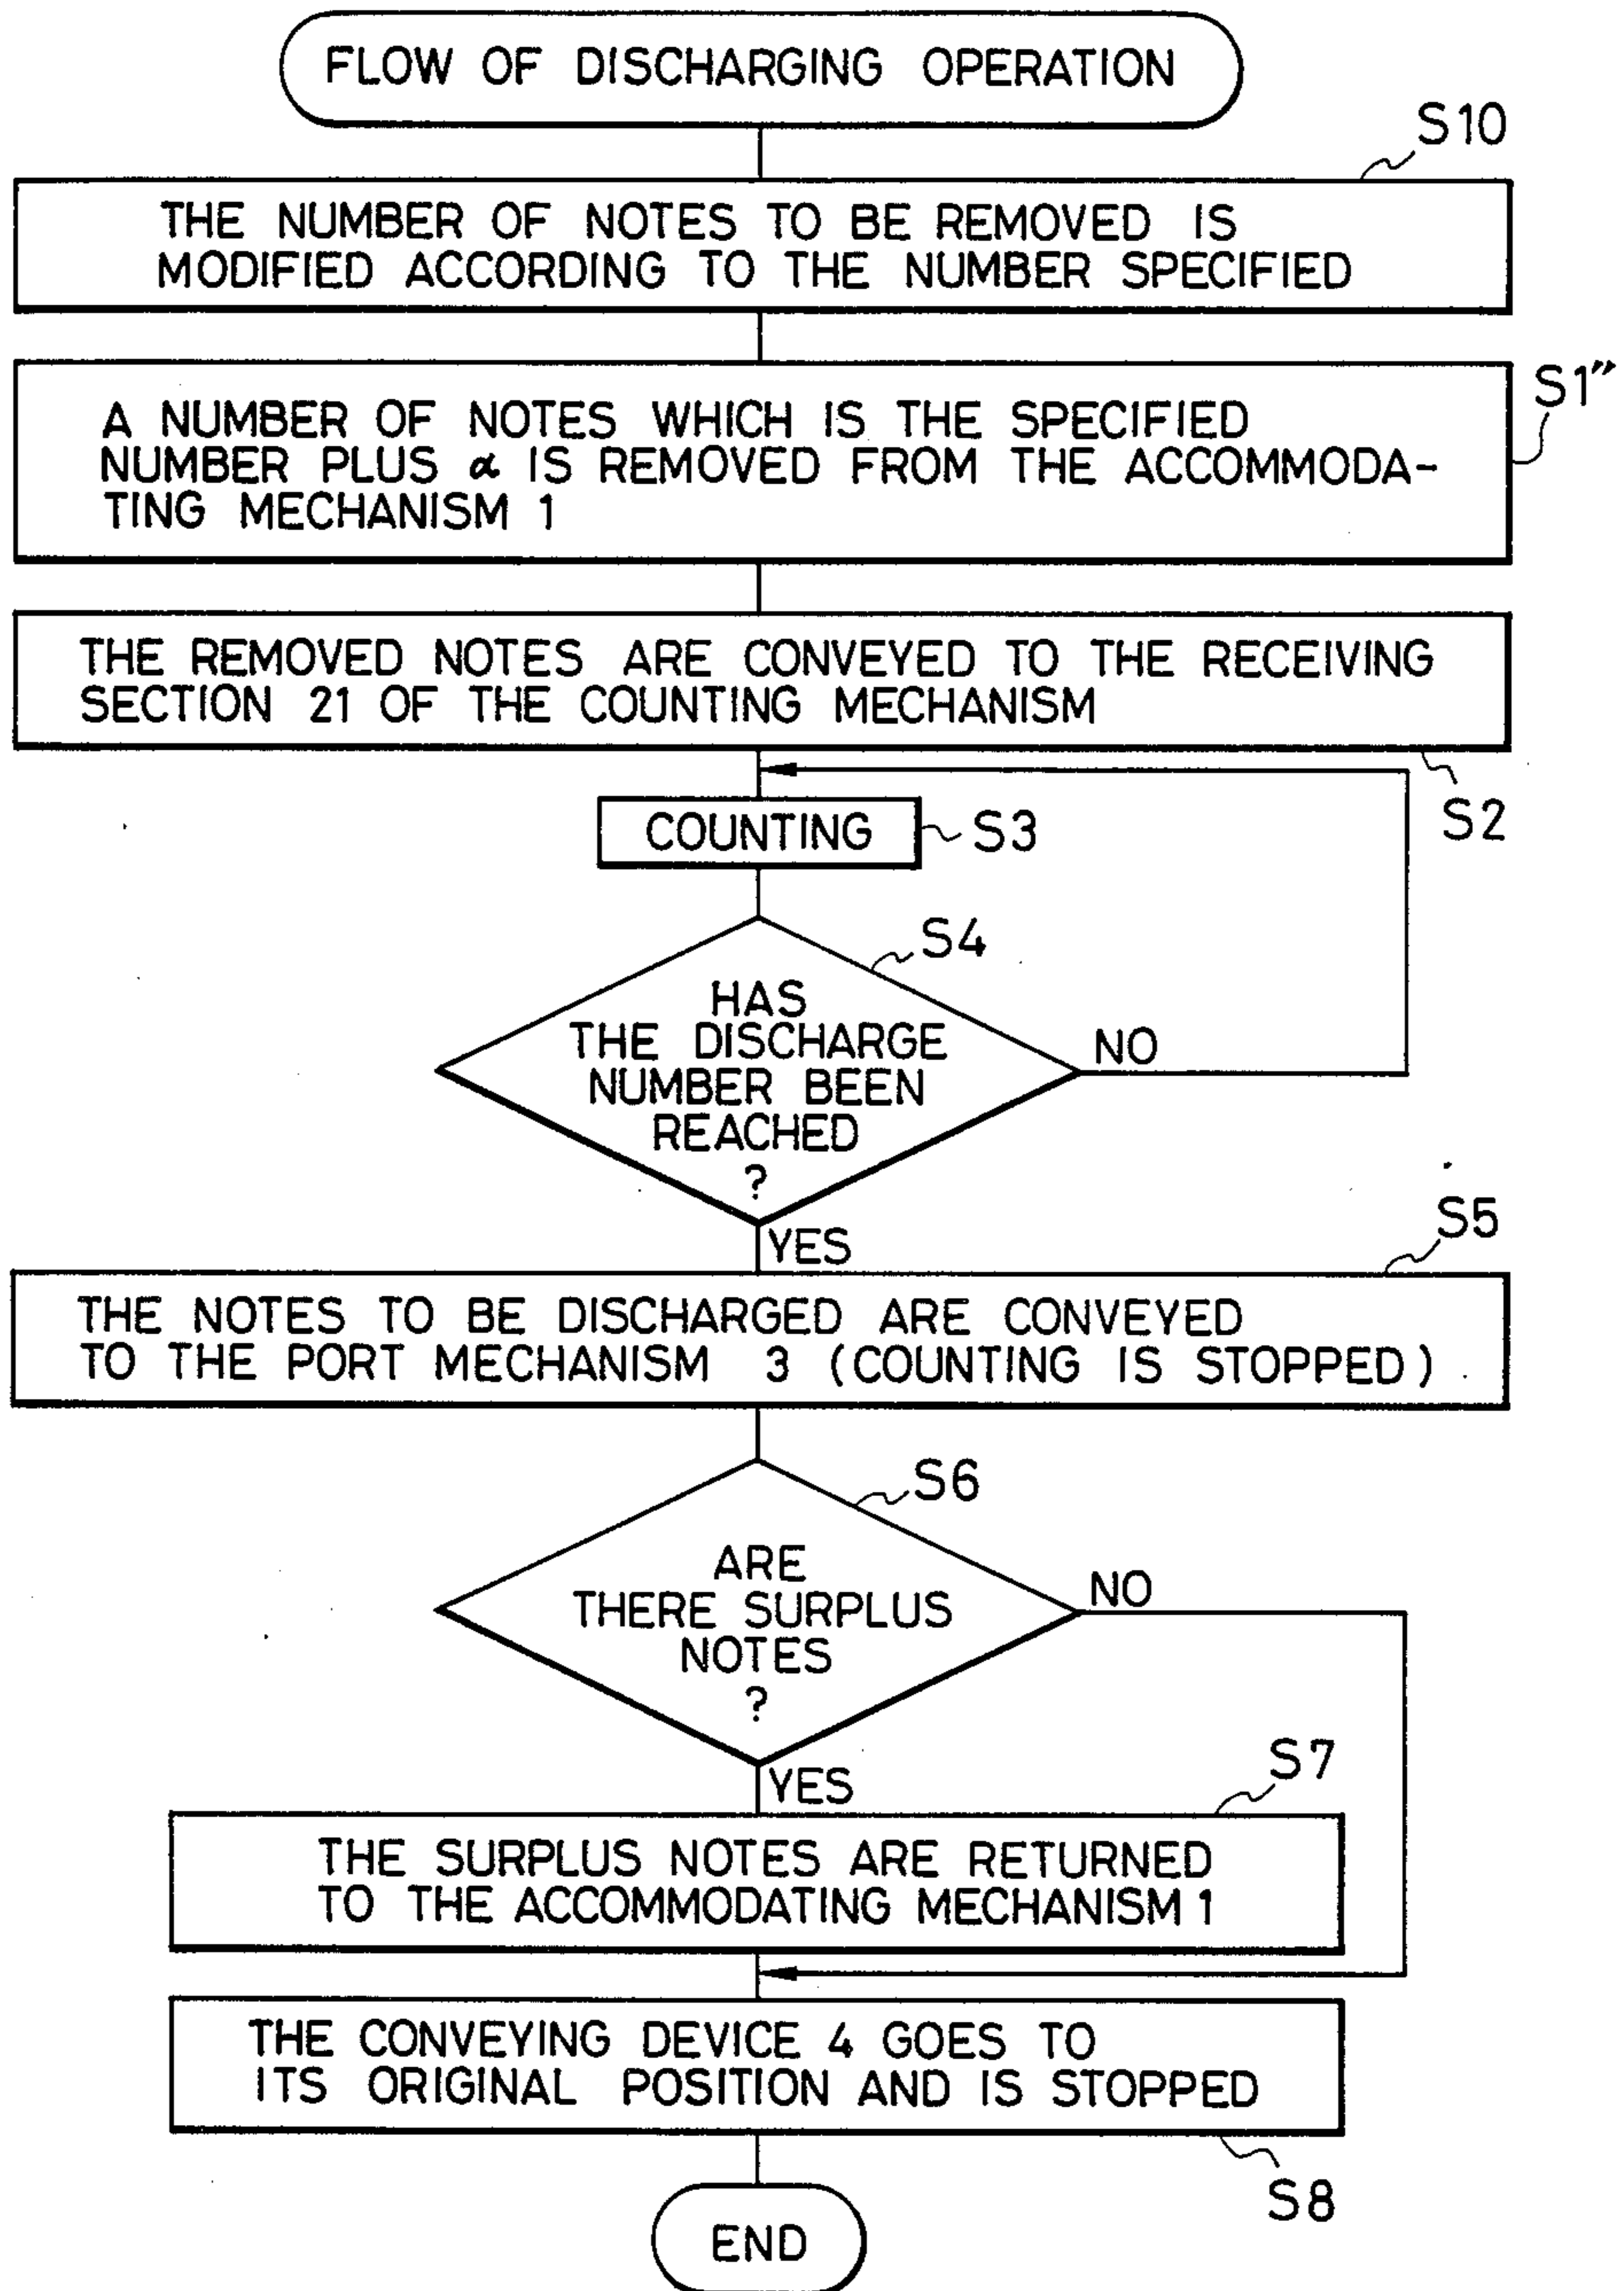 FLOW OF DISCHARGING OPERATION
S10
THE NUMBER OF NOTES TO BE REMOVED IS
MODIFIED ACCORDING TO THE NUMBER SPECIFIED
S1"
A NUMBER OF NOTES WHICH IS THE SPECIFIED
NUMBER PLUS α IS REMOVED FROM THE ACCOMMODA-
TING MECHANISM 1
THE REMOVED NOTES ARE CONVEYED TO THE RECEIVING
SECTION 21 OF THE COUNTING MECHANISM
S2
COUNTING
S3
S4
HAS
THE DISCHARGE
NUMBER BEEN
REACHED
?
NO
YES
S5
THE NOTES TO BE DISCHARGED ARE CONVEYED
TO THE PORT MECHANISM 3 (COUNTING IS STOPPED)
S6
ARE
THERE SURPLUS
NOTES
?
NO
YES
S7
THE SURPLUS NOTES ARE RETURNED
TO THE ACCOMMODATING MECHANISM 1
THE CONVEYING DEVICE 4 GOES TO
ITS ORIGINAL POSITION AND IS STOPPED
S8
END